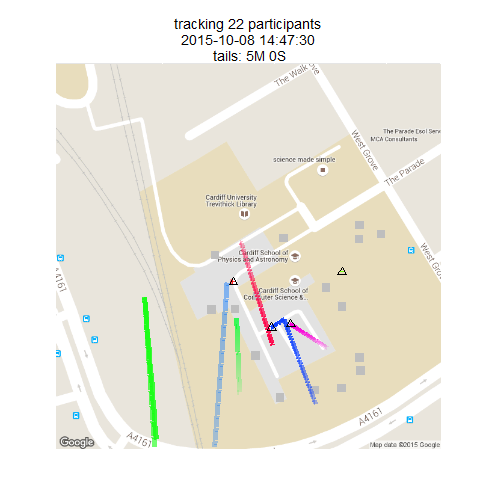 tracking 22 participants
2015-10-08 14:47:30
tails: 5M 0S
The Walk
West Grove
The Parade Esol Serv
MCA Consultants
science made simple
The Parade
Cardiff University
Trevithick Library
West Grove
Cardiff School of
Physics and Astronomy
A4161
Cardiff School of
Computer Science &...
A4161
A4161
Google
Map data ©2015 Google